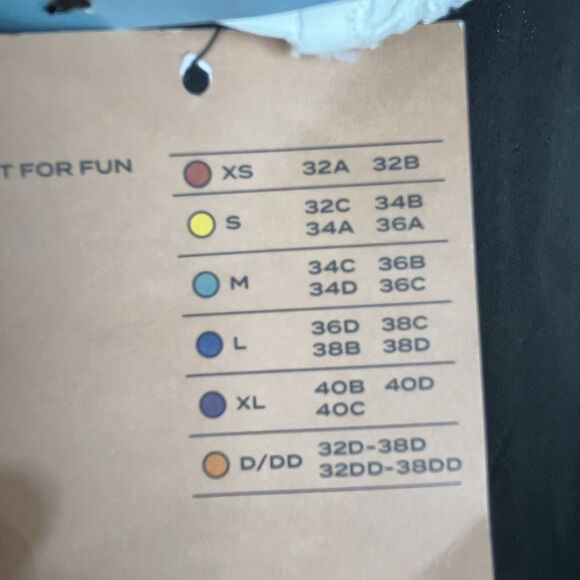 T FOR FUN
XS 32A 32B
32C 34B
S
34A 36A
34C 36B
M
34D 36C
36D 38C
L
38B 38D
40B 40D
XL
40C
32D-38D
D/DD
32DD-38DD